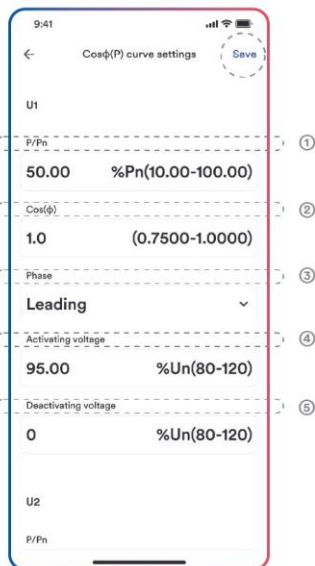 9:41
Cosφ(P) curve settings Save
U1
P/Pn ①
50.00 %Pn(10.00-100.00)
Cos(φ) ②
1.0 (0.7500-1.0000)
Phase ③
Leading
Activating voltage ④
95.00 %Un(80-120)
Deactivating voltage ⑤
0 %Un(80-120)
U2
P/Pn